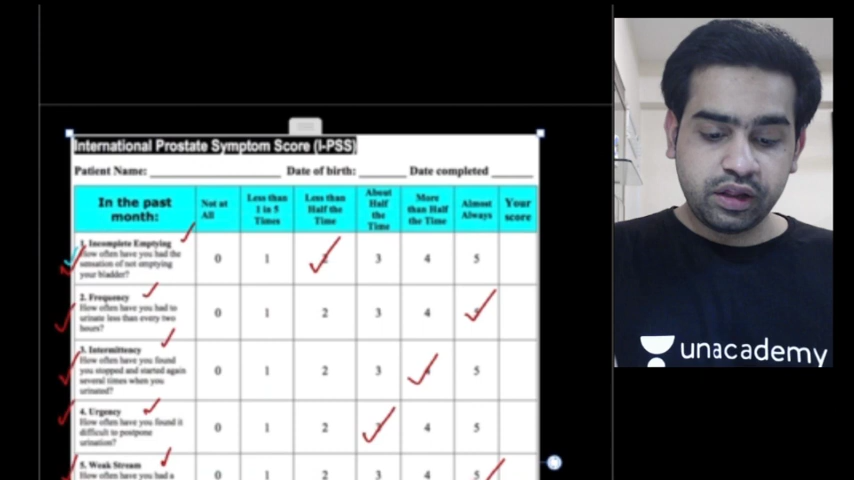 International Prostate Symptom Score (I-PSS)
Patient Name: Date of birth: Date completed
In the past month:
Not at All
Less than 1 in 5 Times
Less than Half the Time
About Half the Time
More than Half the Time
Almost Always
Your score
1. Incomplete Emptying
How often have you had the
sensation of not emptying
your bladder?
0 1 3 4 5
2. Frequency
How often have you had to
urinate less than every two
hours?
0 1 2 3 4
3. Intermittency
How often have you found
you stopped and started again
several times when you
urinated?
0 1 2 3 5
4. Urgency
How often have you found it
difficult to postpone
urination?
0 1 2 4 5
5. Weak Stream
How often have you had a
0 1 2 3 4 5
unacademy